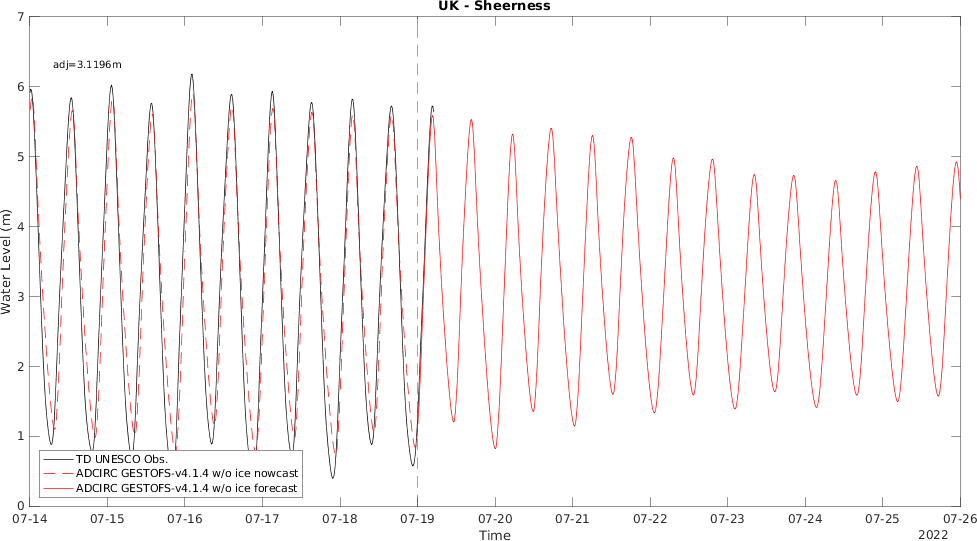 UK - Sheerness
adj=3.1196m
Water Level (m)
7
6
5
4
3
2
1
0
TD UNESCO Obs.
ADCIRC GESTOFS-v4.1.4 w/o ice nowcast
ADCIRC GESTOFS-v4.1.4 w/o ice forecast
07-14 07-15 07-16 07-17 07-18 07-19 07-20 07-21 07-22 07-23 07-24 07-25 07-26
Time
2022